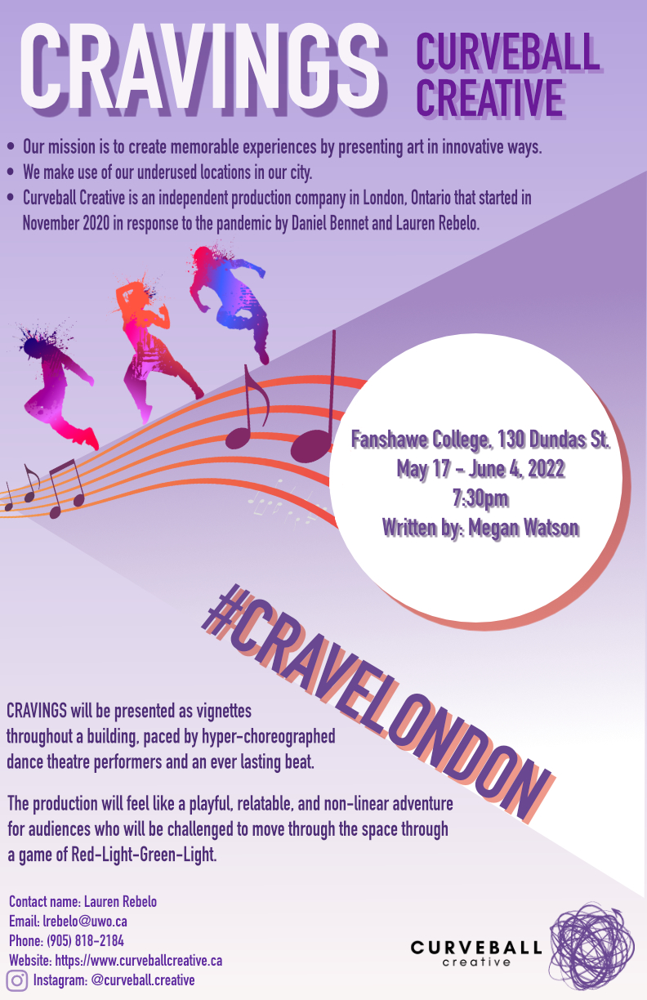 CRAVINGS
CURVEBALL
CREATIVE
• Our mission is to create memorable experiences by presenting art in innovative ways.
• We make use of our underused locations in our city.
• Curveball Creative is an independent production company in London, Ontario that started in
November 2020 in response to the pandemic by Daniel Bennet and Lauren Rebelo.
Fanshawe College, 130 Dundas St.
May 17 - June 4, 2022
7:30pm
Written by: Megan Watson
#CRAVELONDON
CRAVINGS will be presented as vignettes
throughout a building, paced by hyper-choreographed
dance theatre performers and an ever lasting beat.
The production will feel like a playful, relatable, and non-linear adventure
for audiences who will be challenged to move through the space through
a game of Red-Light-Green-Light.
Contact name: Lauren Rebelo
Email: lrebelo@uwo.ca
Phone: (905) 818-2184
Website: https://www.curveballcreative.ca
Instagram: @curveball.creative
CURVEBALL
creative